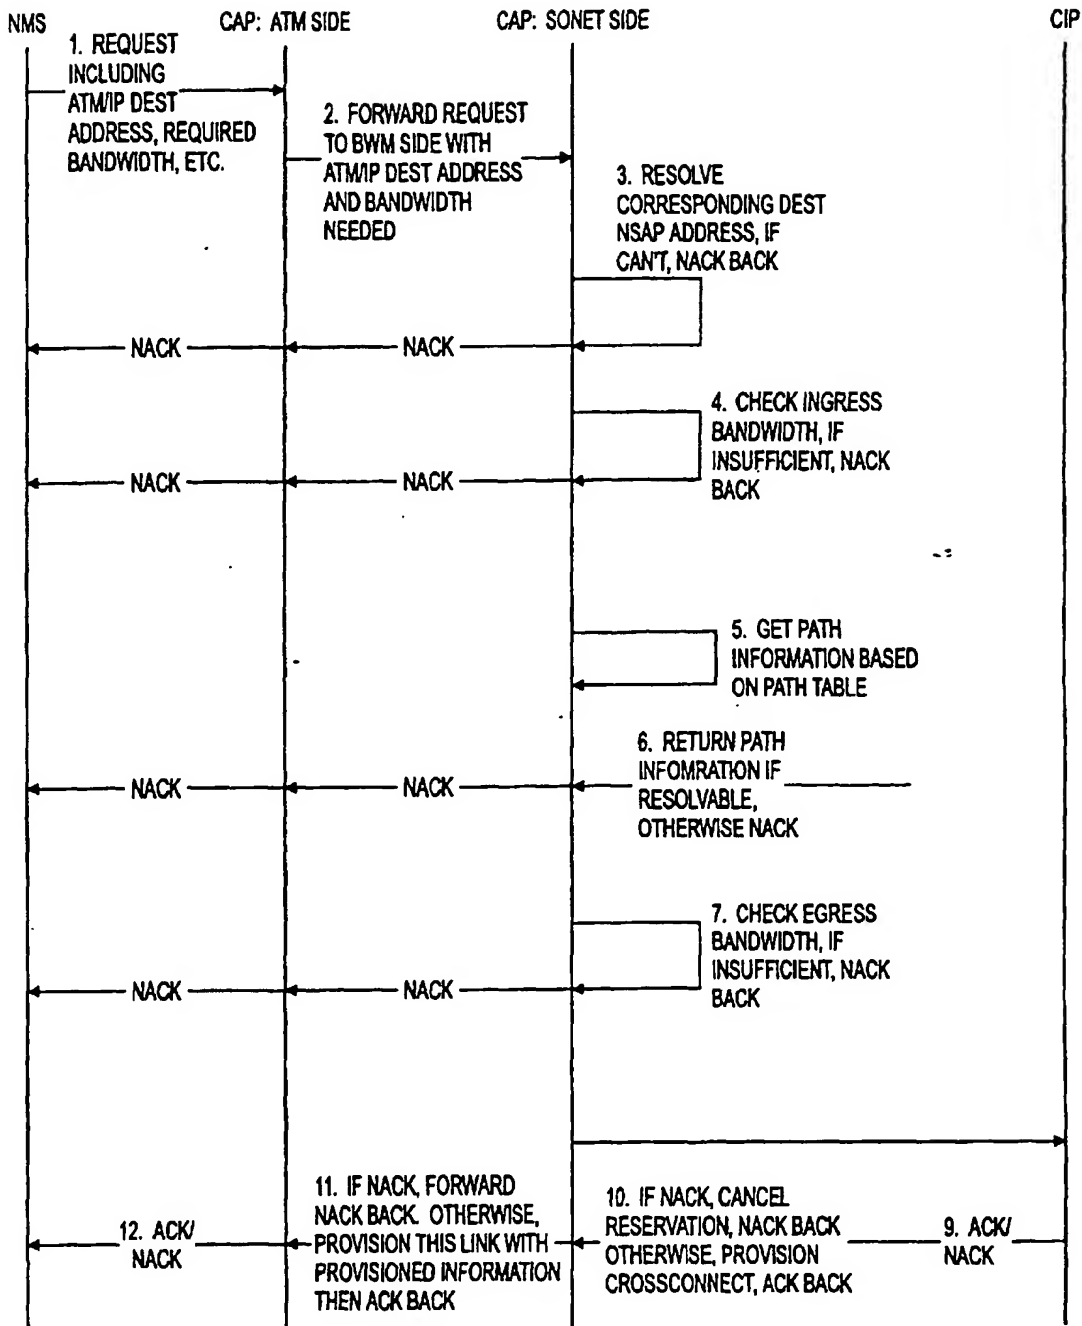 NMS
CAP: ATM SIDE
CAP: SONET SIDE
CIP
1. REQUEST
INCLUDING
ATM/IP DEST
ADDRESS, REQUIRED
BANDWIDTH, ETC.
2. FORWARD REQUEST
TO BWM SIDE WITH
ATM/IP DEST ADDRESS
AND BANDWIDTH
NEEDED
3. RESOLVE
CORRESPONDING DEST
NSAP ADDRESS, IF
CAN'T, NACK BACK
NACK
NACK
4. CHECK INGRESS
BANDWIDTH, IF
INSUFFICIENT, NACK
BACK
NACK
NACK
5. GET PATH
INFORMATION BASED
ON PATH TABLE
6. RETURN PATH
INFOMRATION IF
RESOLVABLE,
OTHERWISE NACK
NACK
NACK
7. CHECK EGRESS
BANDWIDTH, IF
INSUFFICIENT, NACK
BACK
NACK
NACK
12. ACK/
NACK
11. IF NACK, FORWARD
NACK BACK. OTHERWISE,
PROVISION THIS LINK WITH
PROVISIONED INFORMATION
THEN ACK BACK
10. IF NACK, CANCEL
RESERVATION, NACK BACK
OTHERWISE, PROVISION
CROSSCONNECT, ACK BACK
9. ACK/
NACK